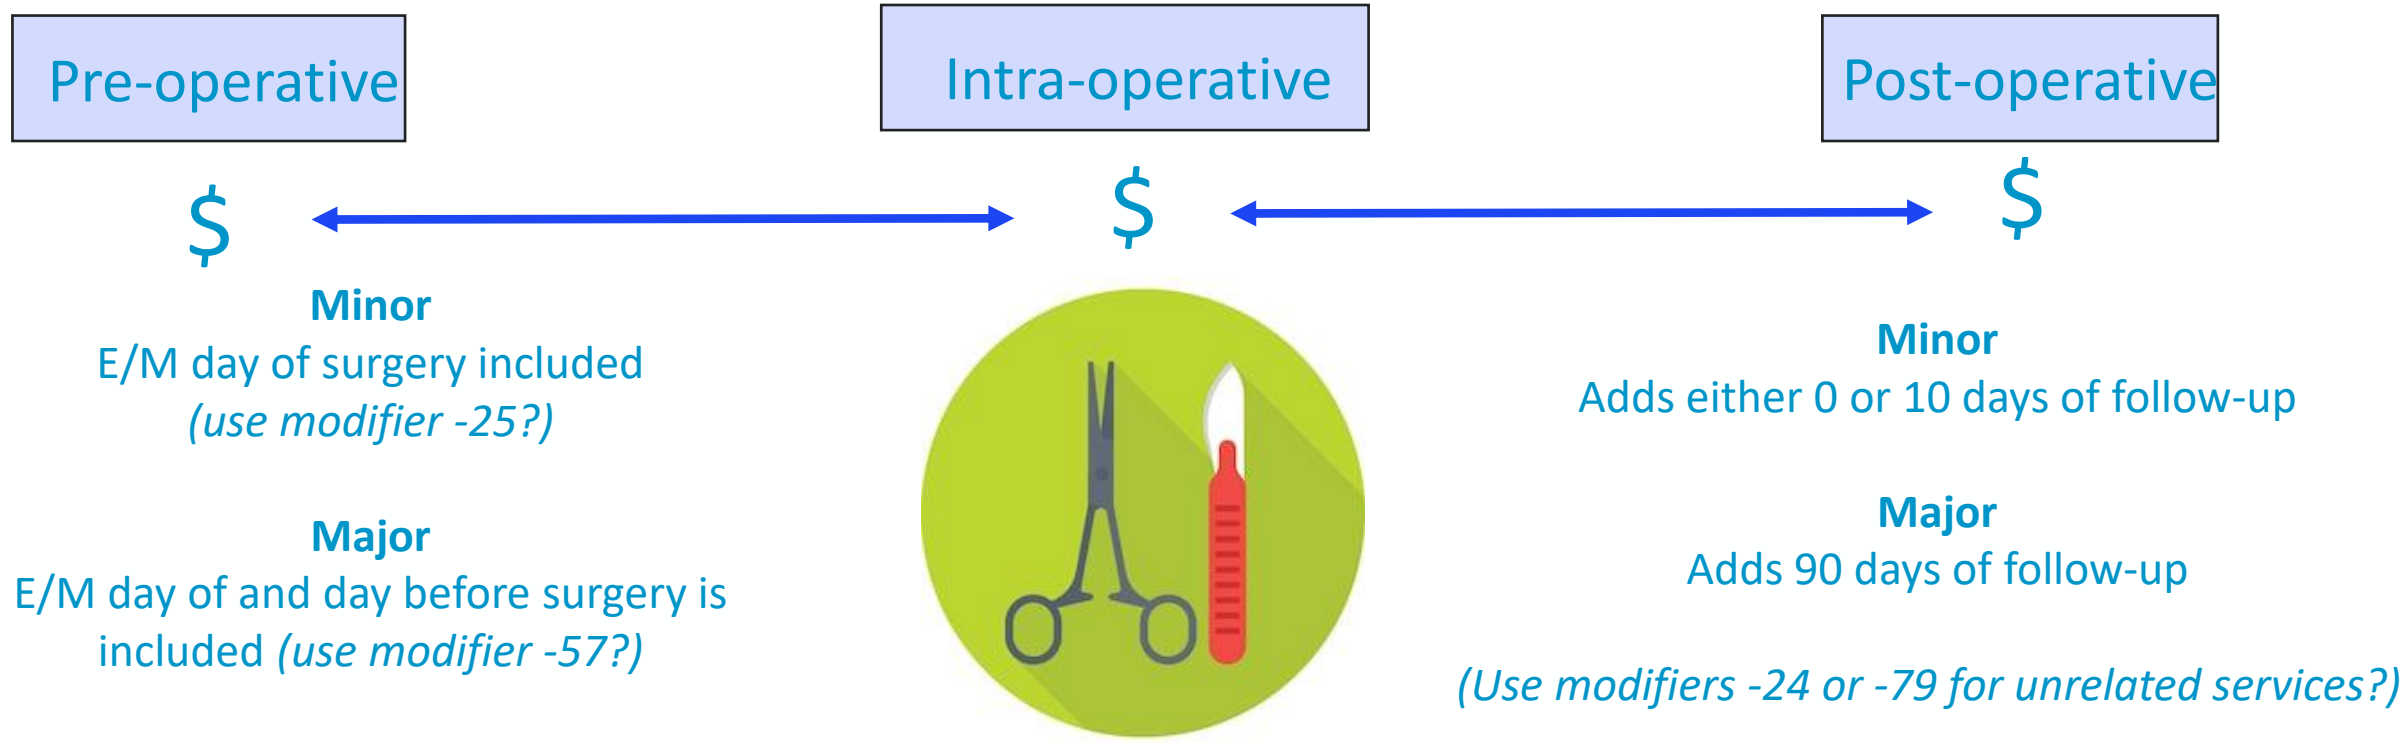 Pre-operative
Intra-operative
Post-operative
$
$
$
Minor
E/M day of surgery included
(use modifier -25?)
Major
E/M day of and day before surgery is
included (use modifier -57?)
Minor
Adds either 0 or 10 days of follow-up
Major
Adds 90 days of follow-up
(Use modifiers -24 or -79 for unrelated services?)